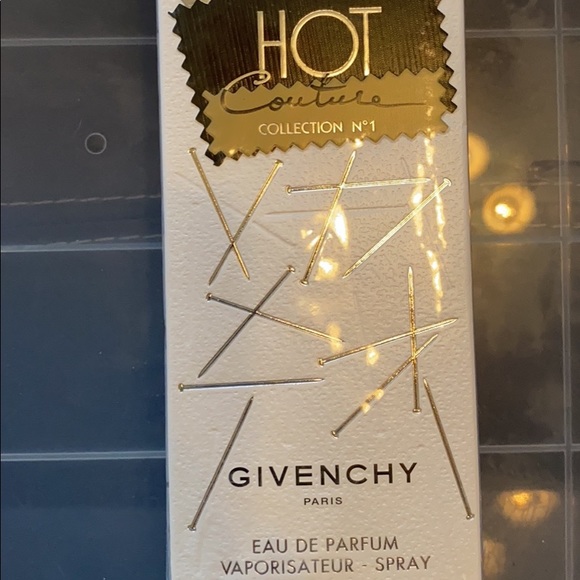 HOT
Couture
COLLECTION N°1
GIVENCHY
PARIS
EAU DE PARFUM
VAPORISATEUR - SPRAY